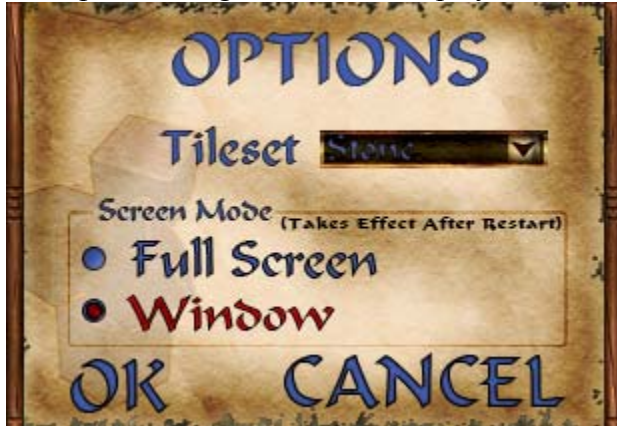 OPTIONS
Tileset Stone
Screen Mode (Takes Effect After Restart)
Full Screen
Window
OK CANCEL